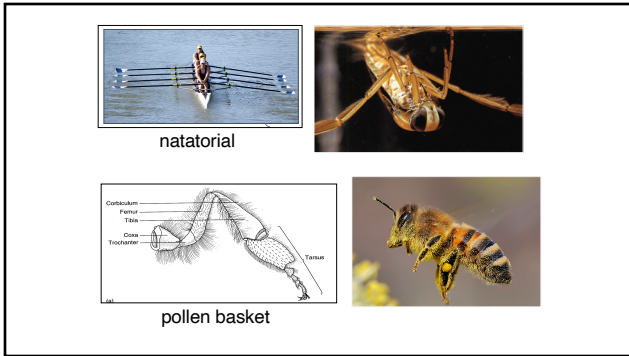 natatorial
Corbiculum
Femur
Tibia
Coxa
Trochanter
Tarsus
(a)
pollen basket